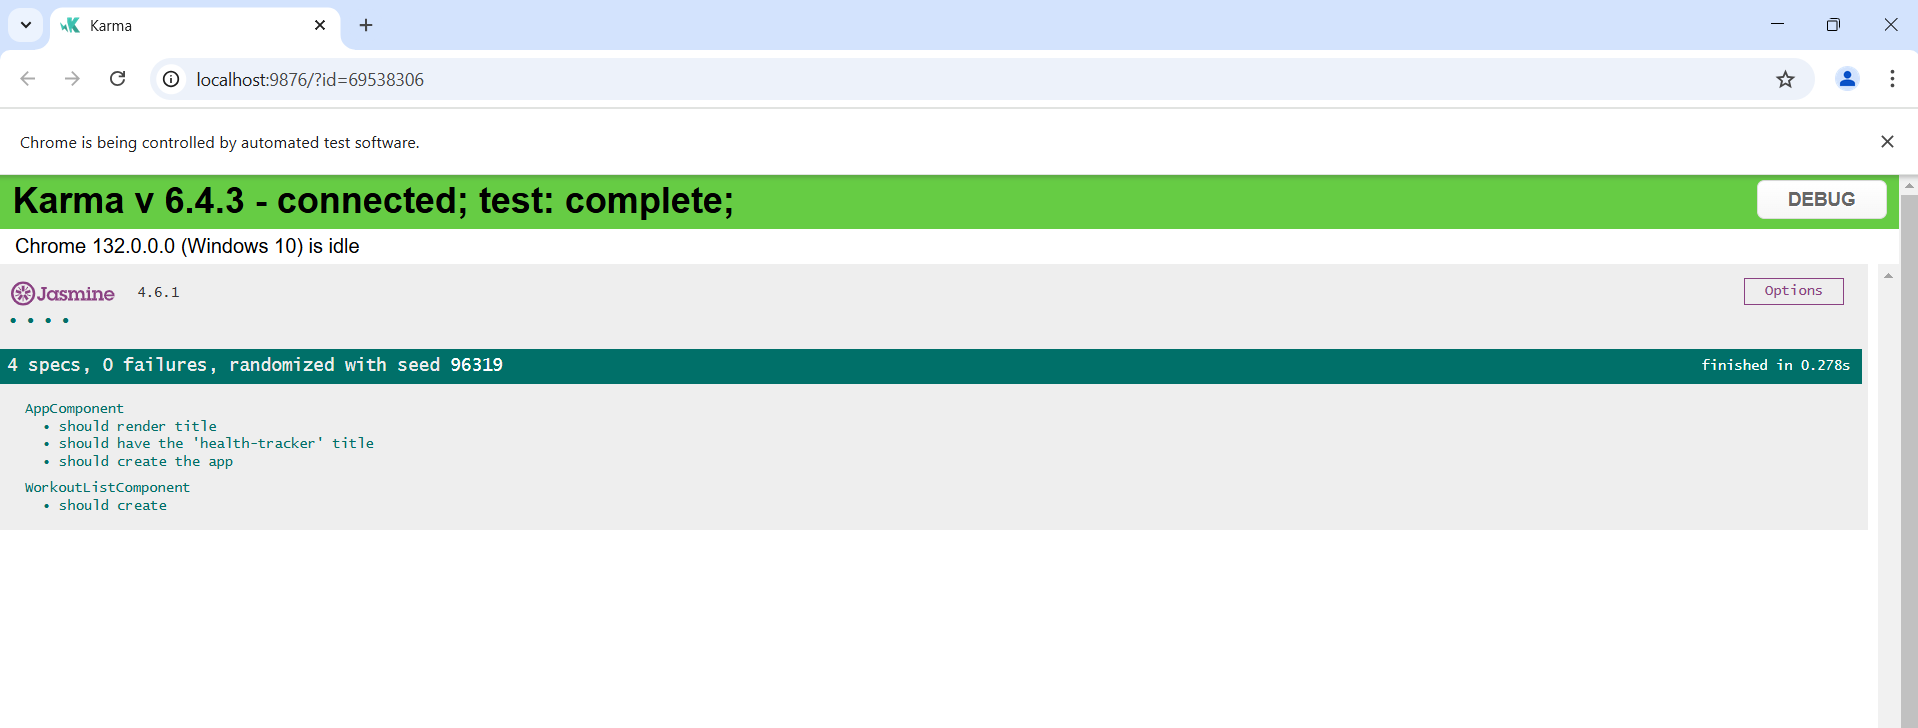 Karma
localhost:9876/?id=69538306
Chrome is being controlled by automated test software.
Karma v 6.4.3 - connected; test: complete;
DEBUG
Chrome 132.0.0.0 (Windows 10) is idle
Jasmine 4.6.1
Options
4 specs, 0 failures, randomized with seed 96319
finished in 0.278s
AppComponent
• should render title
• should have the 'health-tracker' title
• should create the app
WorkoutListComponent
• should create